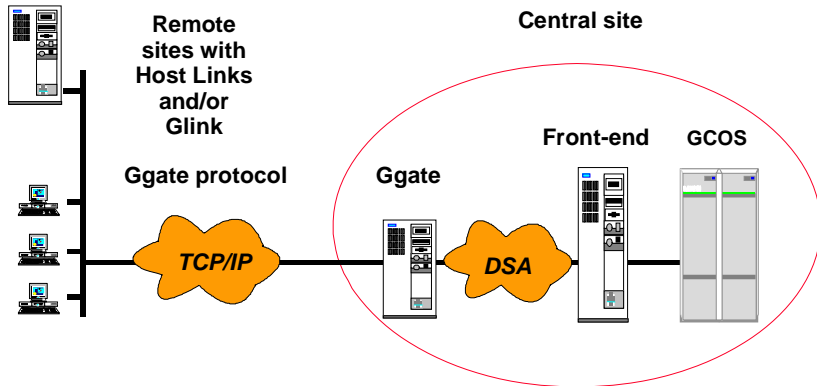 Remote
sites with
Host Links
and/or
Glink
Central site
Front-end
GCOS
Ggate protocol
Ggate
TCP/IP
DSA